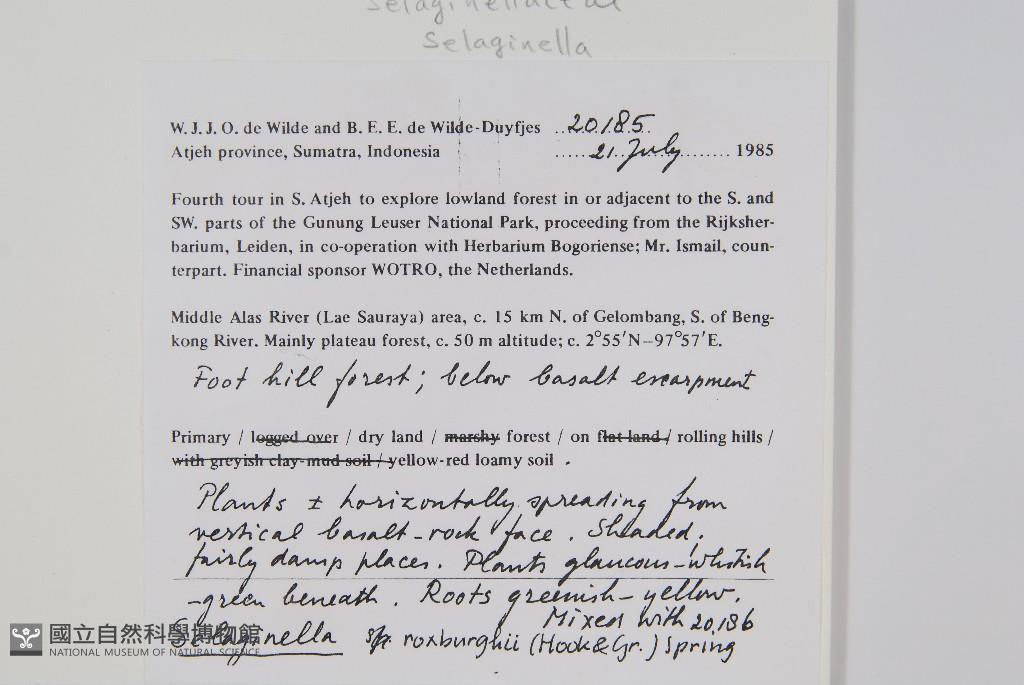 Selaginellaceae
Selaginella
W. J. J. O. de Wilde and B. E. E. de Wilde-Duyfjes ..20185.
Atjeh province, Sumatra, Indonesia .....21.July....... 1985
Fourth tour in S. Atjeh to explore lowland forest in or adjacent to the S. and
SW. parts of the Gunung Leuser National Park, proceeding from the Rijksher-
barium, Leiden, in co-operation with Herbarium Bogoriense; Mr. Ismail, coun-
terpart. Financial sponsor WOTRO, the Netherlands.
Middle Alas River (Lae Sauraya) area, c. 15 km N. of Gelombang, S. of Beng-
kong River. Mainly plateau forest, c. 50 m altitude; c. 2°55′N–97°57′E.
Foot hill forest; below basalt escarpment
Primary / logged over / dry land / marshy forest / on flat land / rolling hills /
with greyish clay-mud soil / yellow-red loamy soil .
Plants ± horizontally spreading from
vertical basalt-rock face. Shaded,
fairly damp places. Plants glaucous-whitish
-green beneath. Roots greenish-yellow.
Mixed with 20186
Selaginella sp. roxburghii (Hook & Gr.) Spring
國立自然科學博物館
NATIONAL MUSEUM OF NATURAL SCIENCE